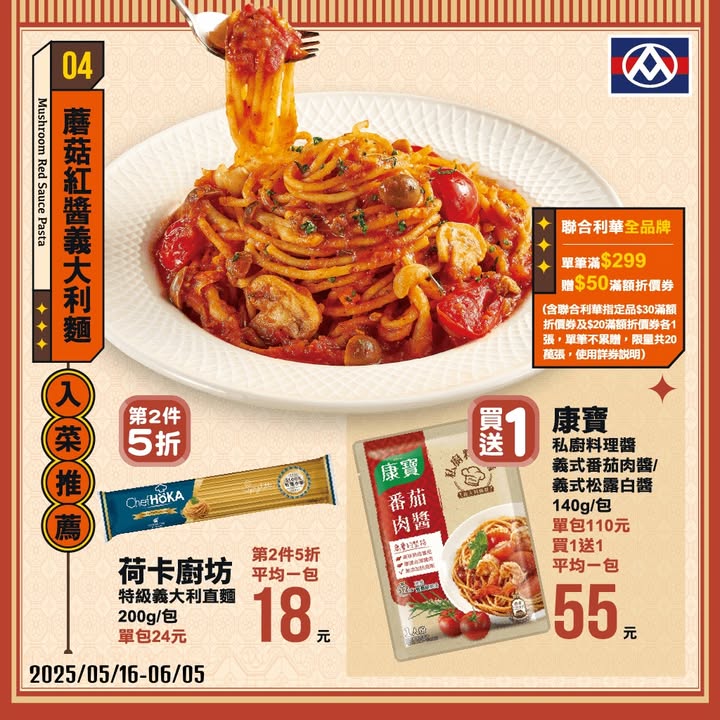 04
蘑菇紅醬義大利麵
Mushroom Red Sauce Pasta
入菜推薦
聯合利華全品牌
單筆滿$299
贈$50滿額折價券
(含聯合利華指定品$30滿額
折價券及$20滿額折價券各1
張，單筆不累贈，限量共20
萬張，使用詳券説明)
第2件
5折
ChefHOKA
荷卡廚坊
特級義大利直麵
200g/包
單包24元
第2件5折
平均一包
18元
買1送
康寶
番茄
肉醬
康寶
私廚料理醬
義式番茄肉醬/
義式松露白醬
140g/包
單包110元
買1送1
平均一包
55元
2025/05/16-06/05